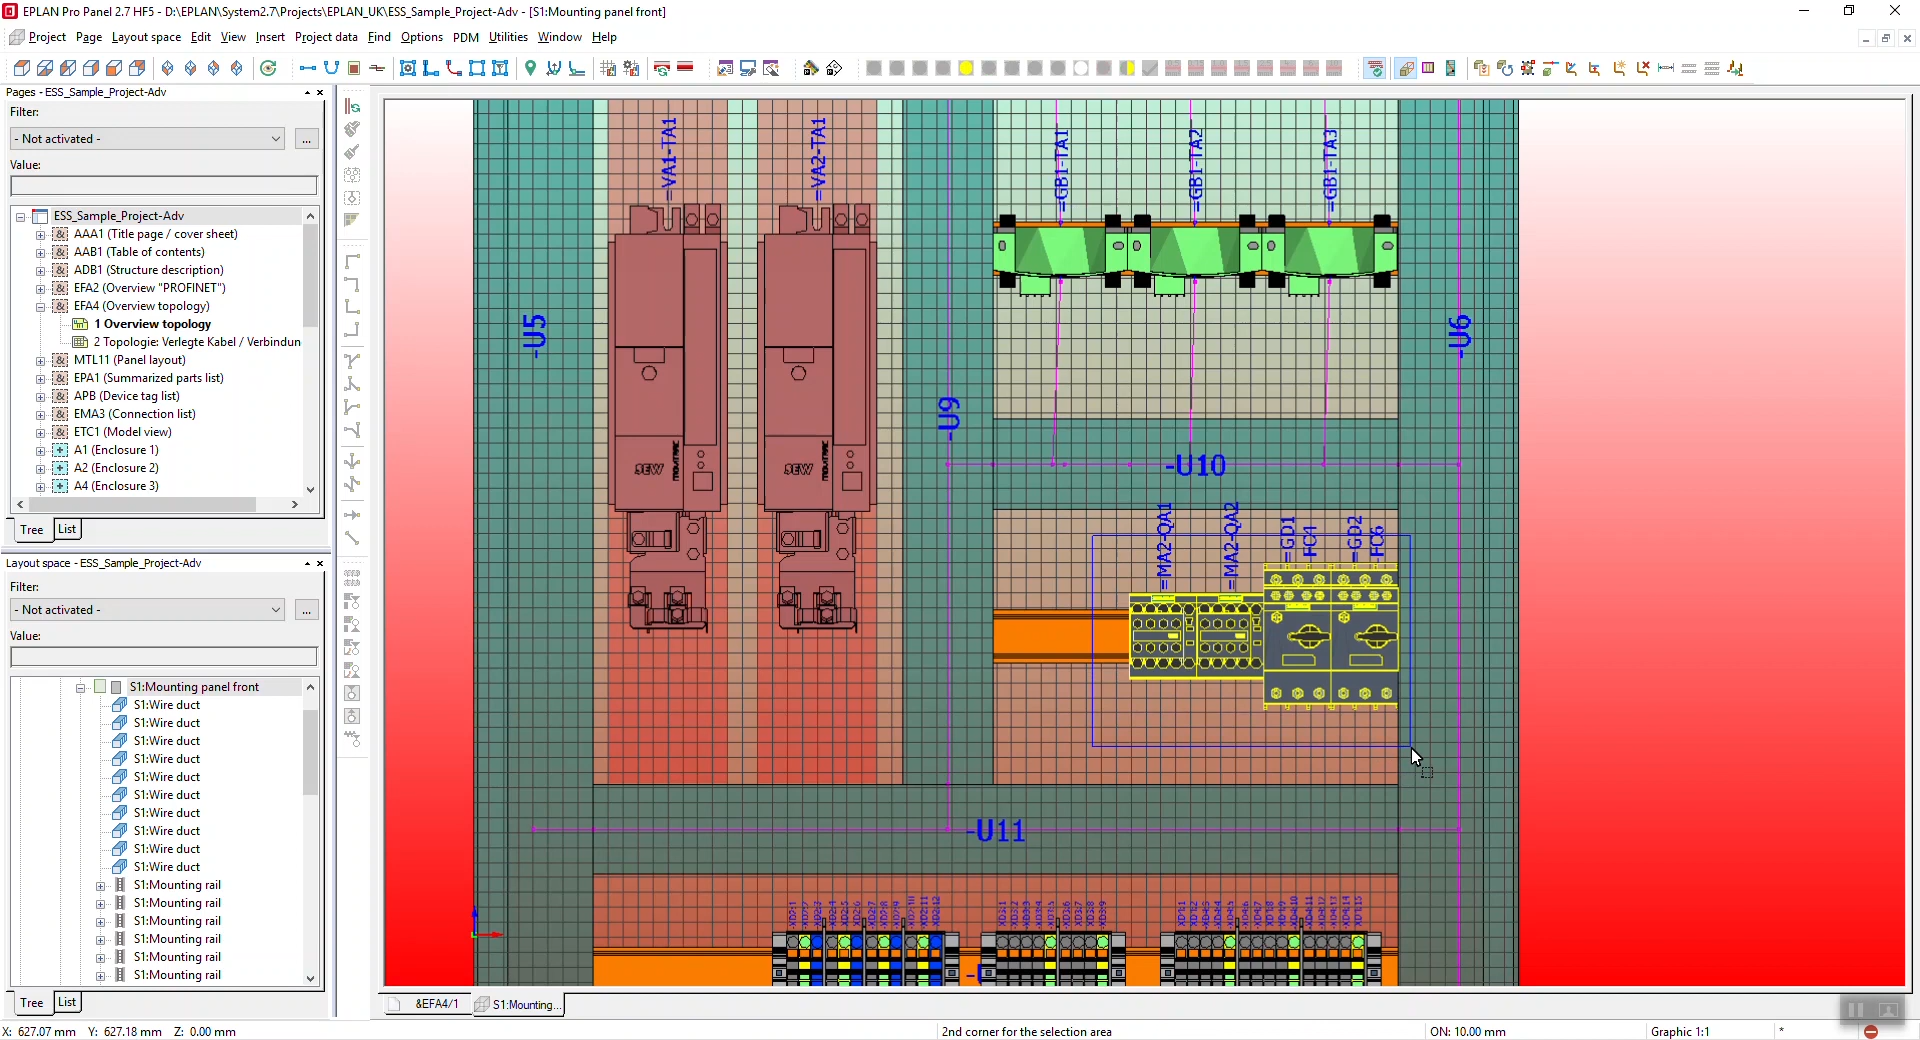 EPLAN Pro Panel 2.7 HF5 - D:\EPLAN\System2.7\Projects\EPLAN_UK\ESS_Sample_Project-Adv - [S1:Mounting panel front]
Project Page Layout space Edit View Insert Project data Find Options PDM Utilities Window Help
Pages - ESS_Sample_Project-Adv
Filter:
- Not activated -
...
Value:
ESS_Sample_Project-Adv
AAA1 (Title page / cover sheet)
AAB1 (Table of contents)
ADB1 (Structure description)
EFA2 (Overview "PROFINET")
EFA4 (Overview topology)
1 Overview topology
2 Topologie: Verlegte Kabel / Verbindun
MTL11 (Panel layout)
EPA1 (Summarized parts list)
APB (Device tag list)
EMA3 (Connection list)
ETC1 (Model view)
A1 (Enclosure 1)
A2 (Enclosure 2)
A4 (Enclosure 3)
Tree List
Layout space - ESS_Sample_Project-Adv
Filter:
- Not activated -
...
Value:
S1:Mounting panel front
S1:Wire duct
S1:Wire duct
S1:Wire duct
S1:Wire duct
S1:Wire duct
S1:Wire duct
S1:Wire duct
S1:Wire duct
S1:Wire duct
S1:Wire duct
S1:Mounting rail
S1:Mounting rail
S1:Mounting rail
S1:Mounting rail
S1:Mounting rail
S1:Mounting rail
Tree List
=VA1-TA1
=VA2-TA1
=GB1-TA1
=GB1-TA2
=GB1-TA3
-U5
-U6
-U9
SEW
SEW
-U10
=MA2-QA1
=MA2-QA2
=GD1
FC4
=GD2
FC6
-U11
&EFA4/1
S1:Mounting...
X: 627.07 mm Y: 627.18 mm Z: 0.00 mm
2nd corner for the selection area
ON: 10.00 mm
Graphic 1:1
*